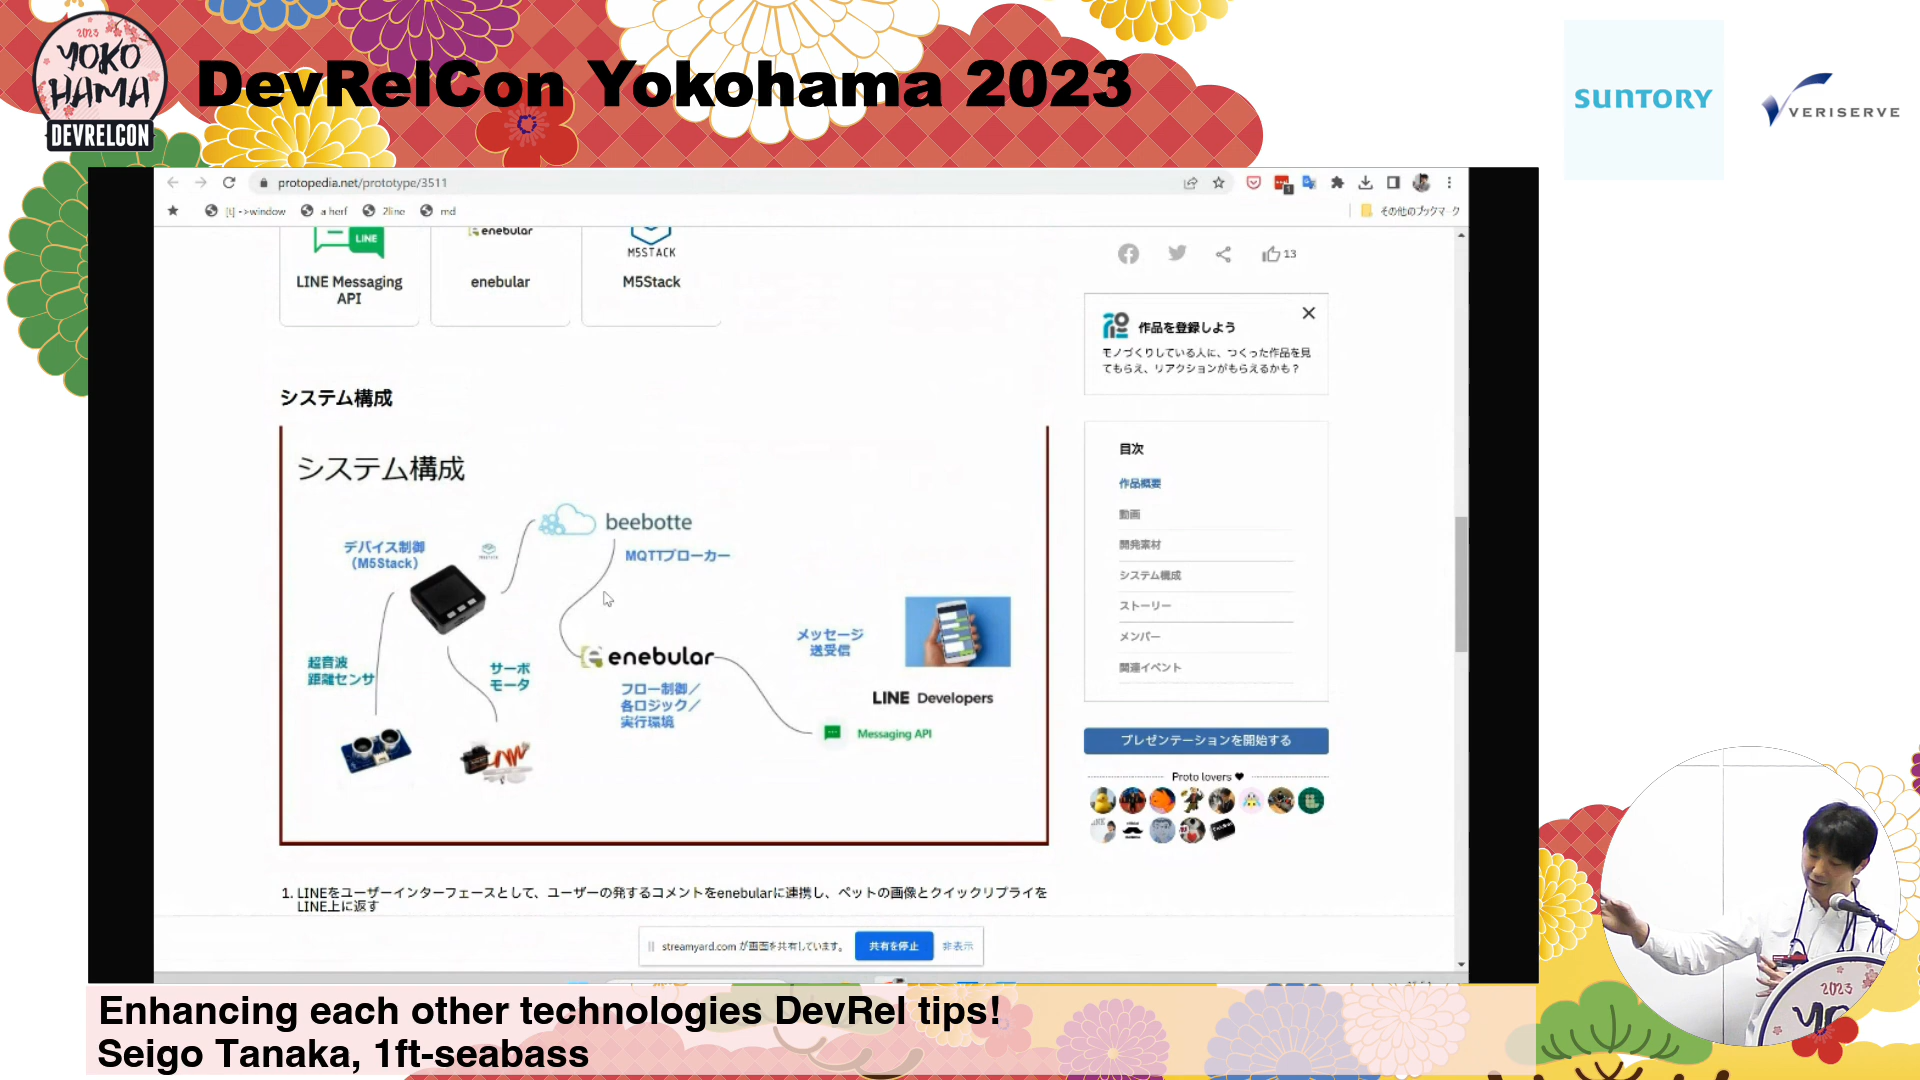 2023
YOKO
HAMA
DEVRELCON
DevRelCon Yokohama 2023
SUNTORY
VERISERVE
protopedia.net/prototype/3511
[t] ->window
a herf
2line
md
その他のブックマーク
LINE
LINE Messaging
API
enebular
enebular
M5STACK
M5Stack
13
作品を登録しよう
モノづくりしている人に、つくった作品を見
てもらえ、リアクションがもらえるかも？
システム構成
システム構成
beebotte
MQTTブローカー
デバイス制御
(M5Stack)
超音波
距離センサ
サーボ
モータ
enebular
フロー制御／
各ロジック／
実行環境
メッセージ
送受信
LINE Developers
Messaging API
目次
作品概要
動画
開発素材
システム構成
ストーリー
メンバー
関連イベント
プレゼンテーションを開始する
Proto lovers
1. LINEをユーザーインターフェースとして、ユーザーの発するコメントをenebularに連携し、ペットの画像とクイックリプライを
LINE上に返す
streamyard.com が画面を共有しています。
共有を停止
非表示
Enhancing each other technologies DevRel tips!
Seigo Tanaka, 1ft-seabass
2023